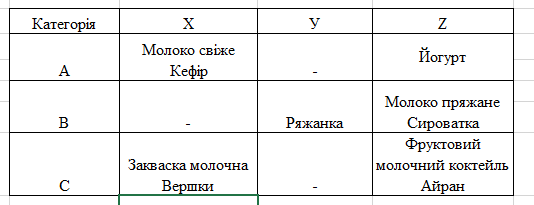 Категорія X У Z
Молоко свіже
Кефір
Йогурт
А -
Молоко пряжане
В - Ряжанка Сироватка
Закваска молочна
Вершки
Фруктовий
молочний коктейль
С - Айран